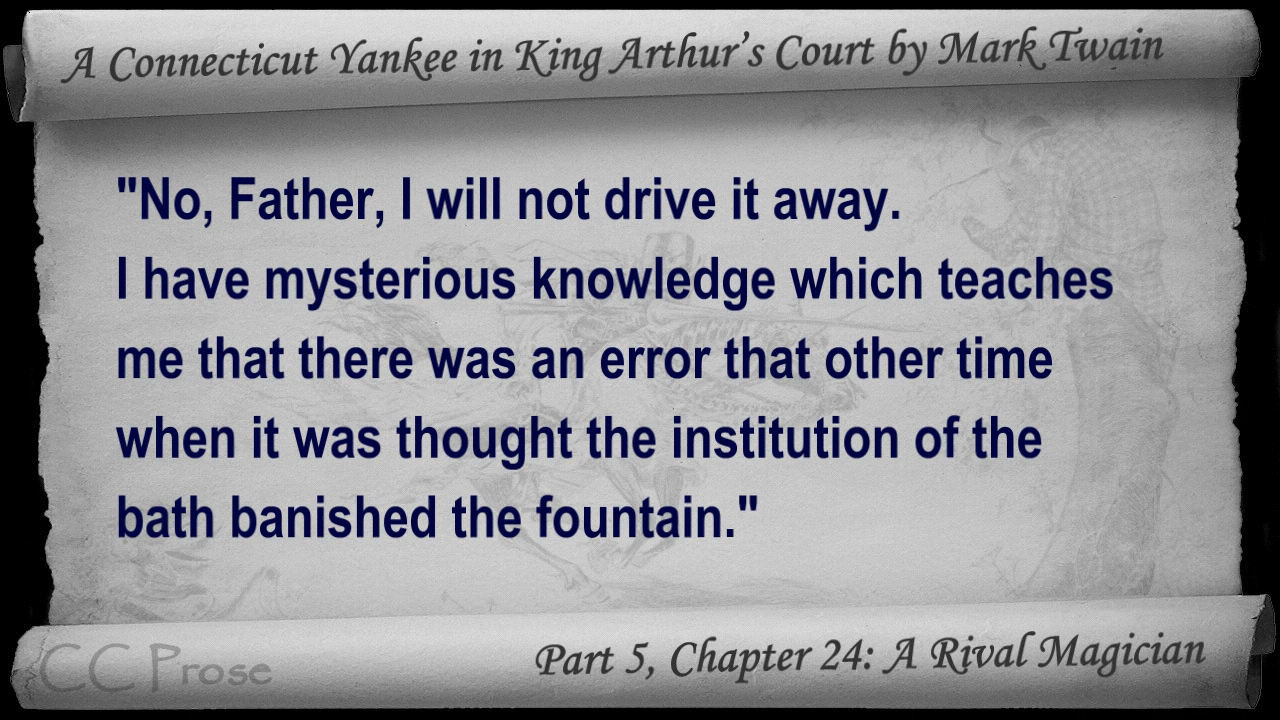 A Connecticut Yankee in King Arthur's Court by Mark Twain
"No, Father, I will not drive it away.
I have mysterious knowledge which teaches
me that there was an error that other time
when it was thought the institution of the
bath banished the fountain."
CC Prose
Part 5, Chapter 24: A Rival Magician